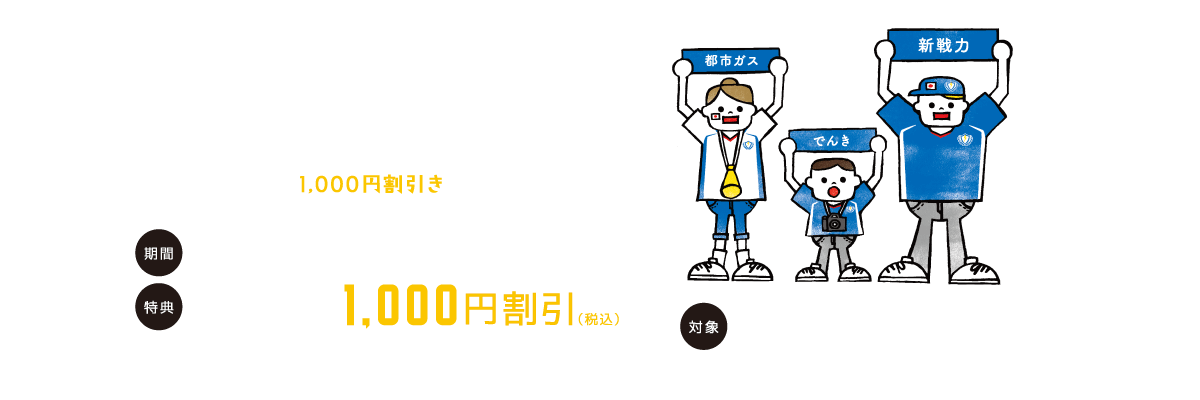 都市ガス
でんき
新戦力
1,000円割引き
期間
特典
1,000円割引(税込)
対象